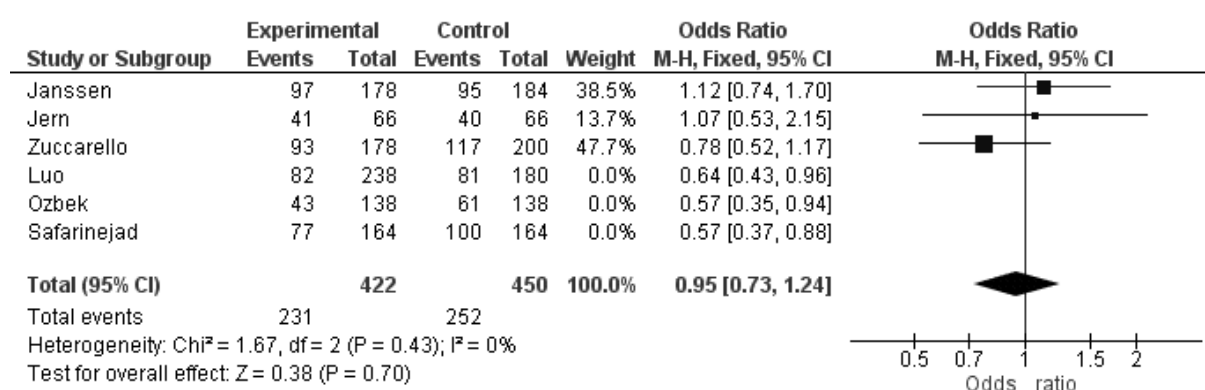 Experimental Control Odds Ratio Odds Ratio
Study or Subgroup Events Total Events Total Weight M-H, Fixed, 95% CI M-H, Fixed, 95% CI
Janssen 97 178 95 184 38.5% 1.12 [0.74, 1.70]
Jern 41 66 40 66 13.7% 1.07 [0.53, 2.15]
Zuccarello 93 178 117 200 47.7% 0.78 [0.52, 1.17]
Luo 82 238 81 180 0.0% 0.64 [0.43, 0.96]
Ozbek 43 138 61 138 0.0% 0.57 [0.35, 0.94]
Safarinejad 77 164 100 164 0.0% 0.57 [0.37, 0.88]
Total (95% CI) 422 450 100.0% 0.95 [0.73, 1.24]
Total events 231 252
Heterogeneity: Chi² = 1.67, df = 2 (P = 0.43); I² = 0%
Test for overall effect: Z = 0.38 (P = 0.70)
0.5 0.7 1 1.5 2
Odds ratio